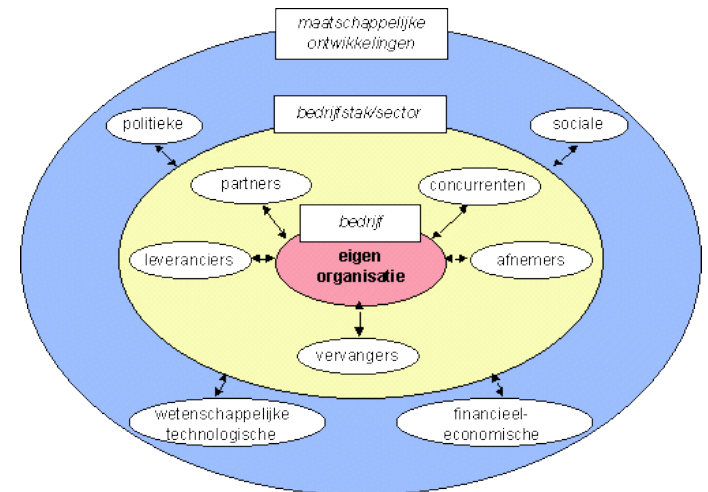 maatschappelijke
ontwikkelingen
bedrijfstak/sector
politieke
sociale
partners
concurrenten
bedrijf
eigen
organisatie
leveranciers
afnemers
vervangers
wetenschappelijke
technologische
financieel-
economische